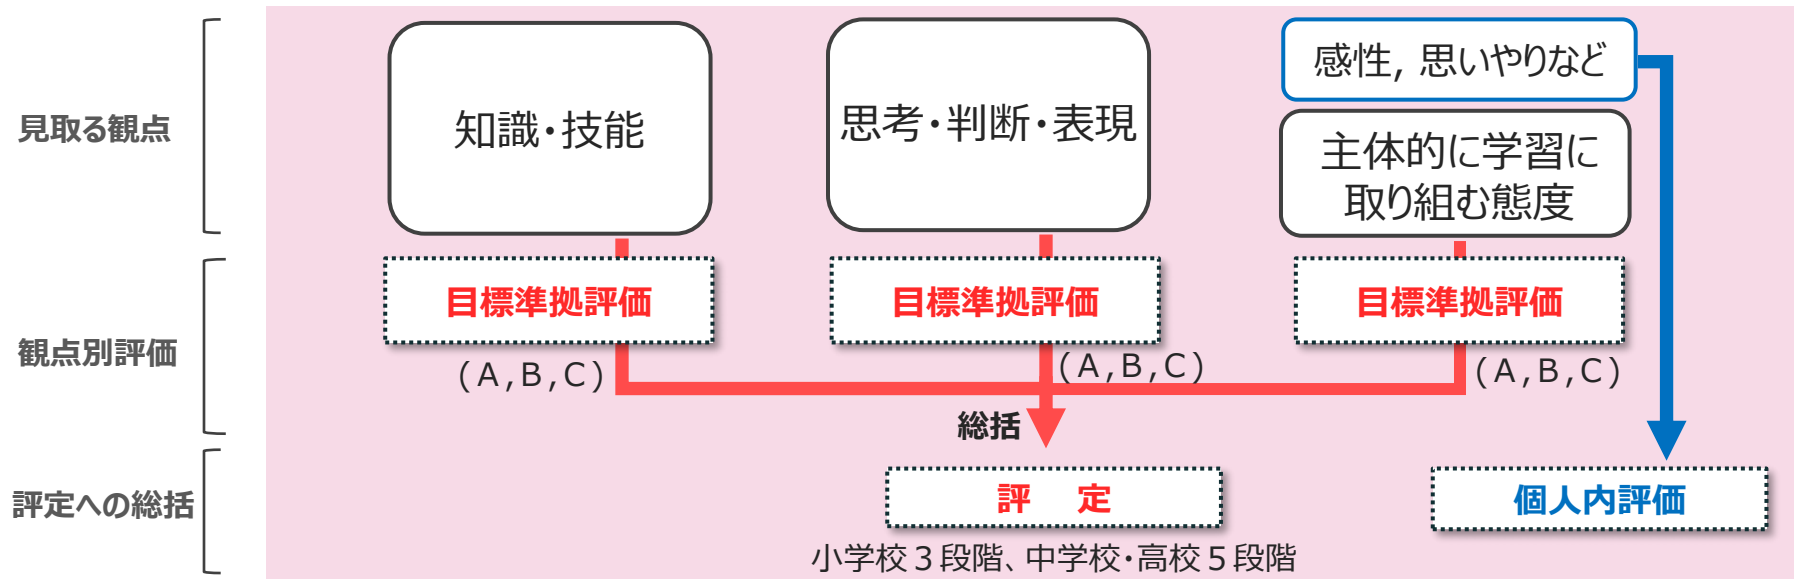 見取る観点
知識・技能
思考・判断・表現
感性, 思いやりなど
主体的に学習に
取り組む態度
観点別評価
目標準拠評価
目標準拠評価
目標準拠評価
(A,B,C)
(A,B,C)
(A,B,C)
総括
評定への総括
評 定
個人内評価
小学校3段階、中学校・高校5段階